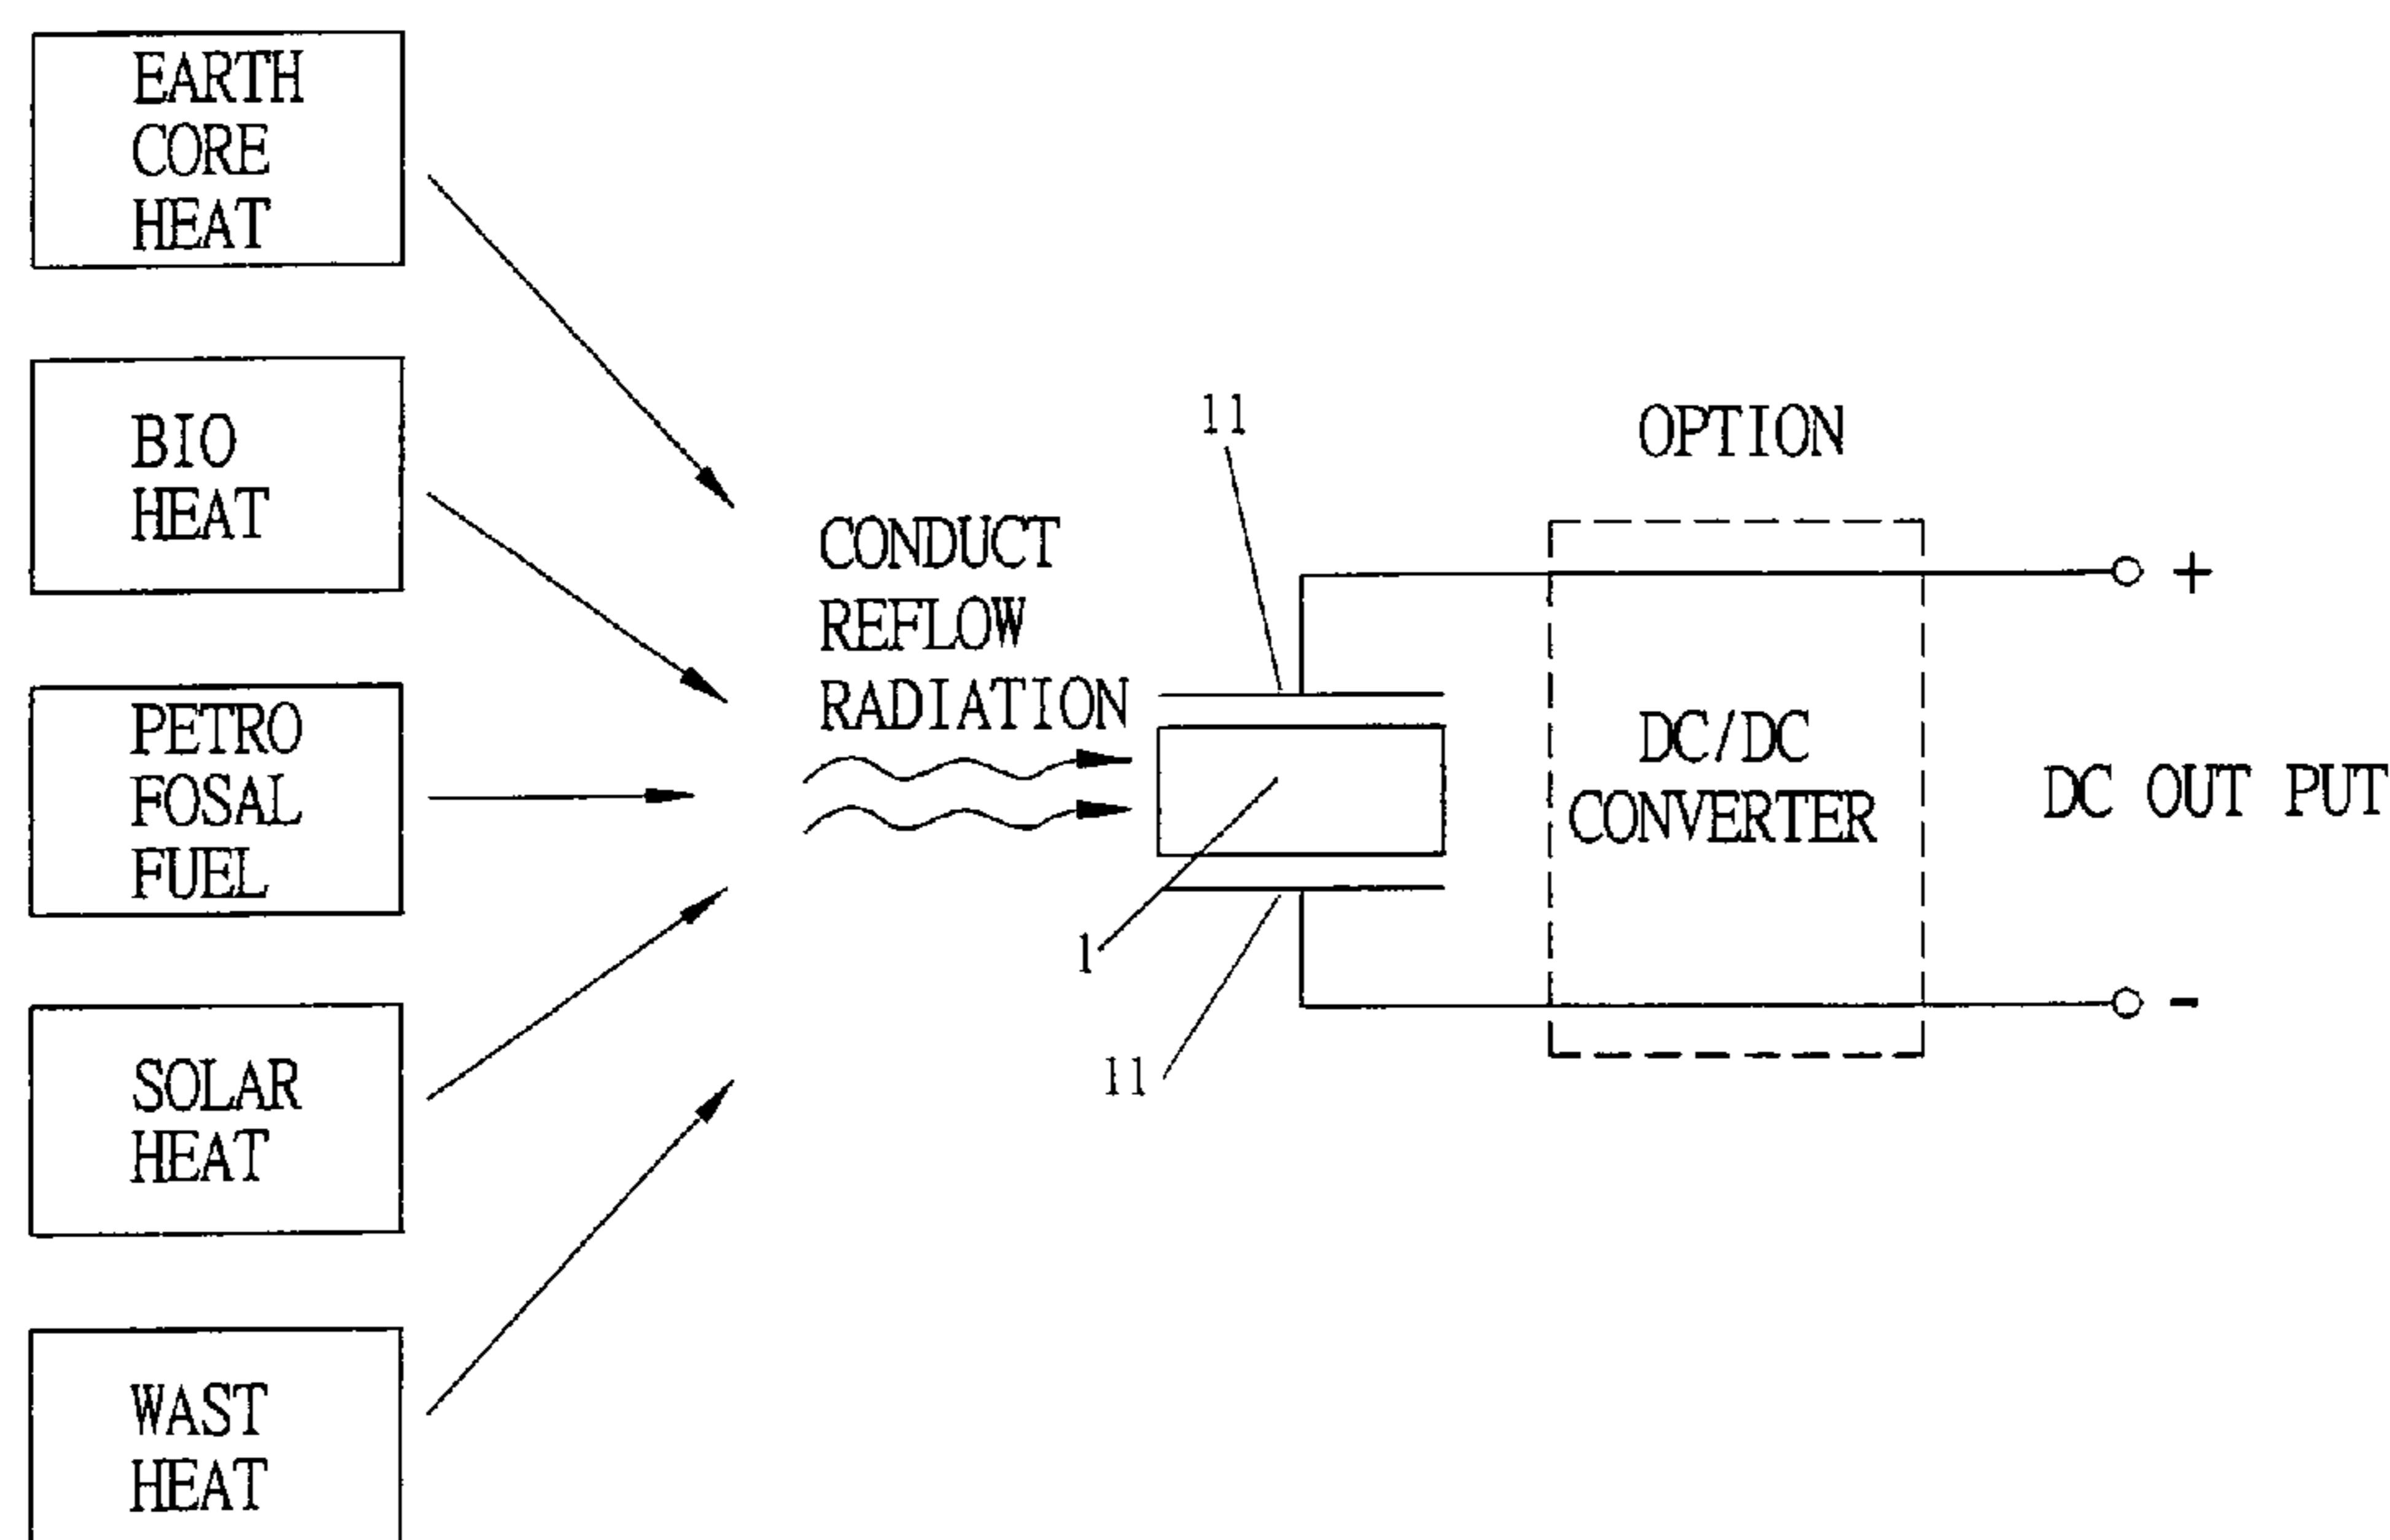 EARTH
CORE
HEAT
BIO
HEAT
PETRO
FOSAL
FUEL
SOLAR
HEAT
WAST
HEAT
CONDUCT
REFLOW
RADIATION
11
1
11
OPTION
DC/DC
CONVERTER
+
DC OUT PUT
-